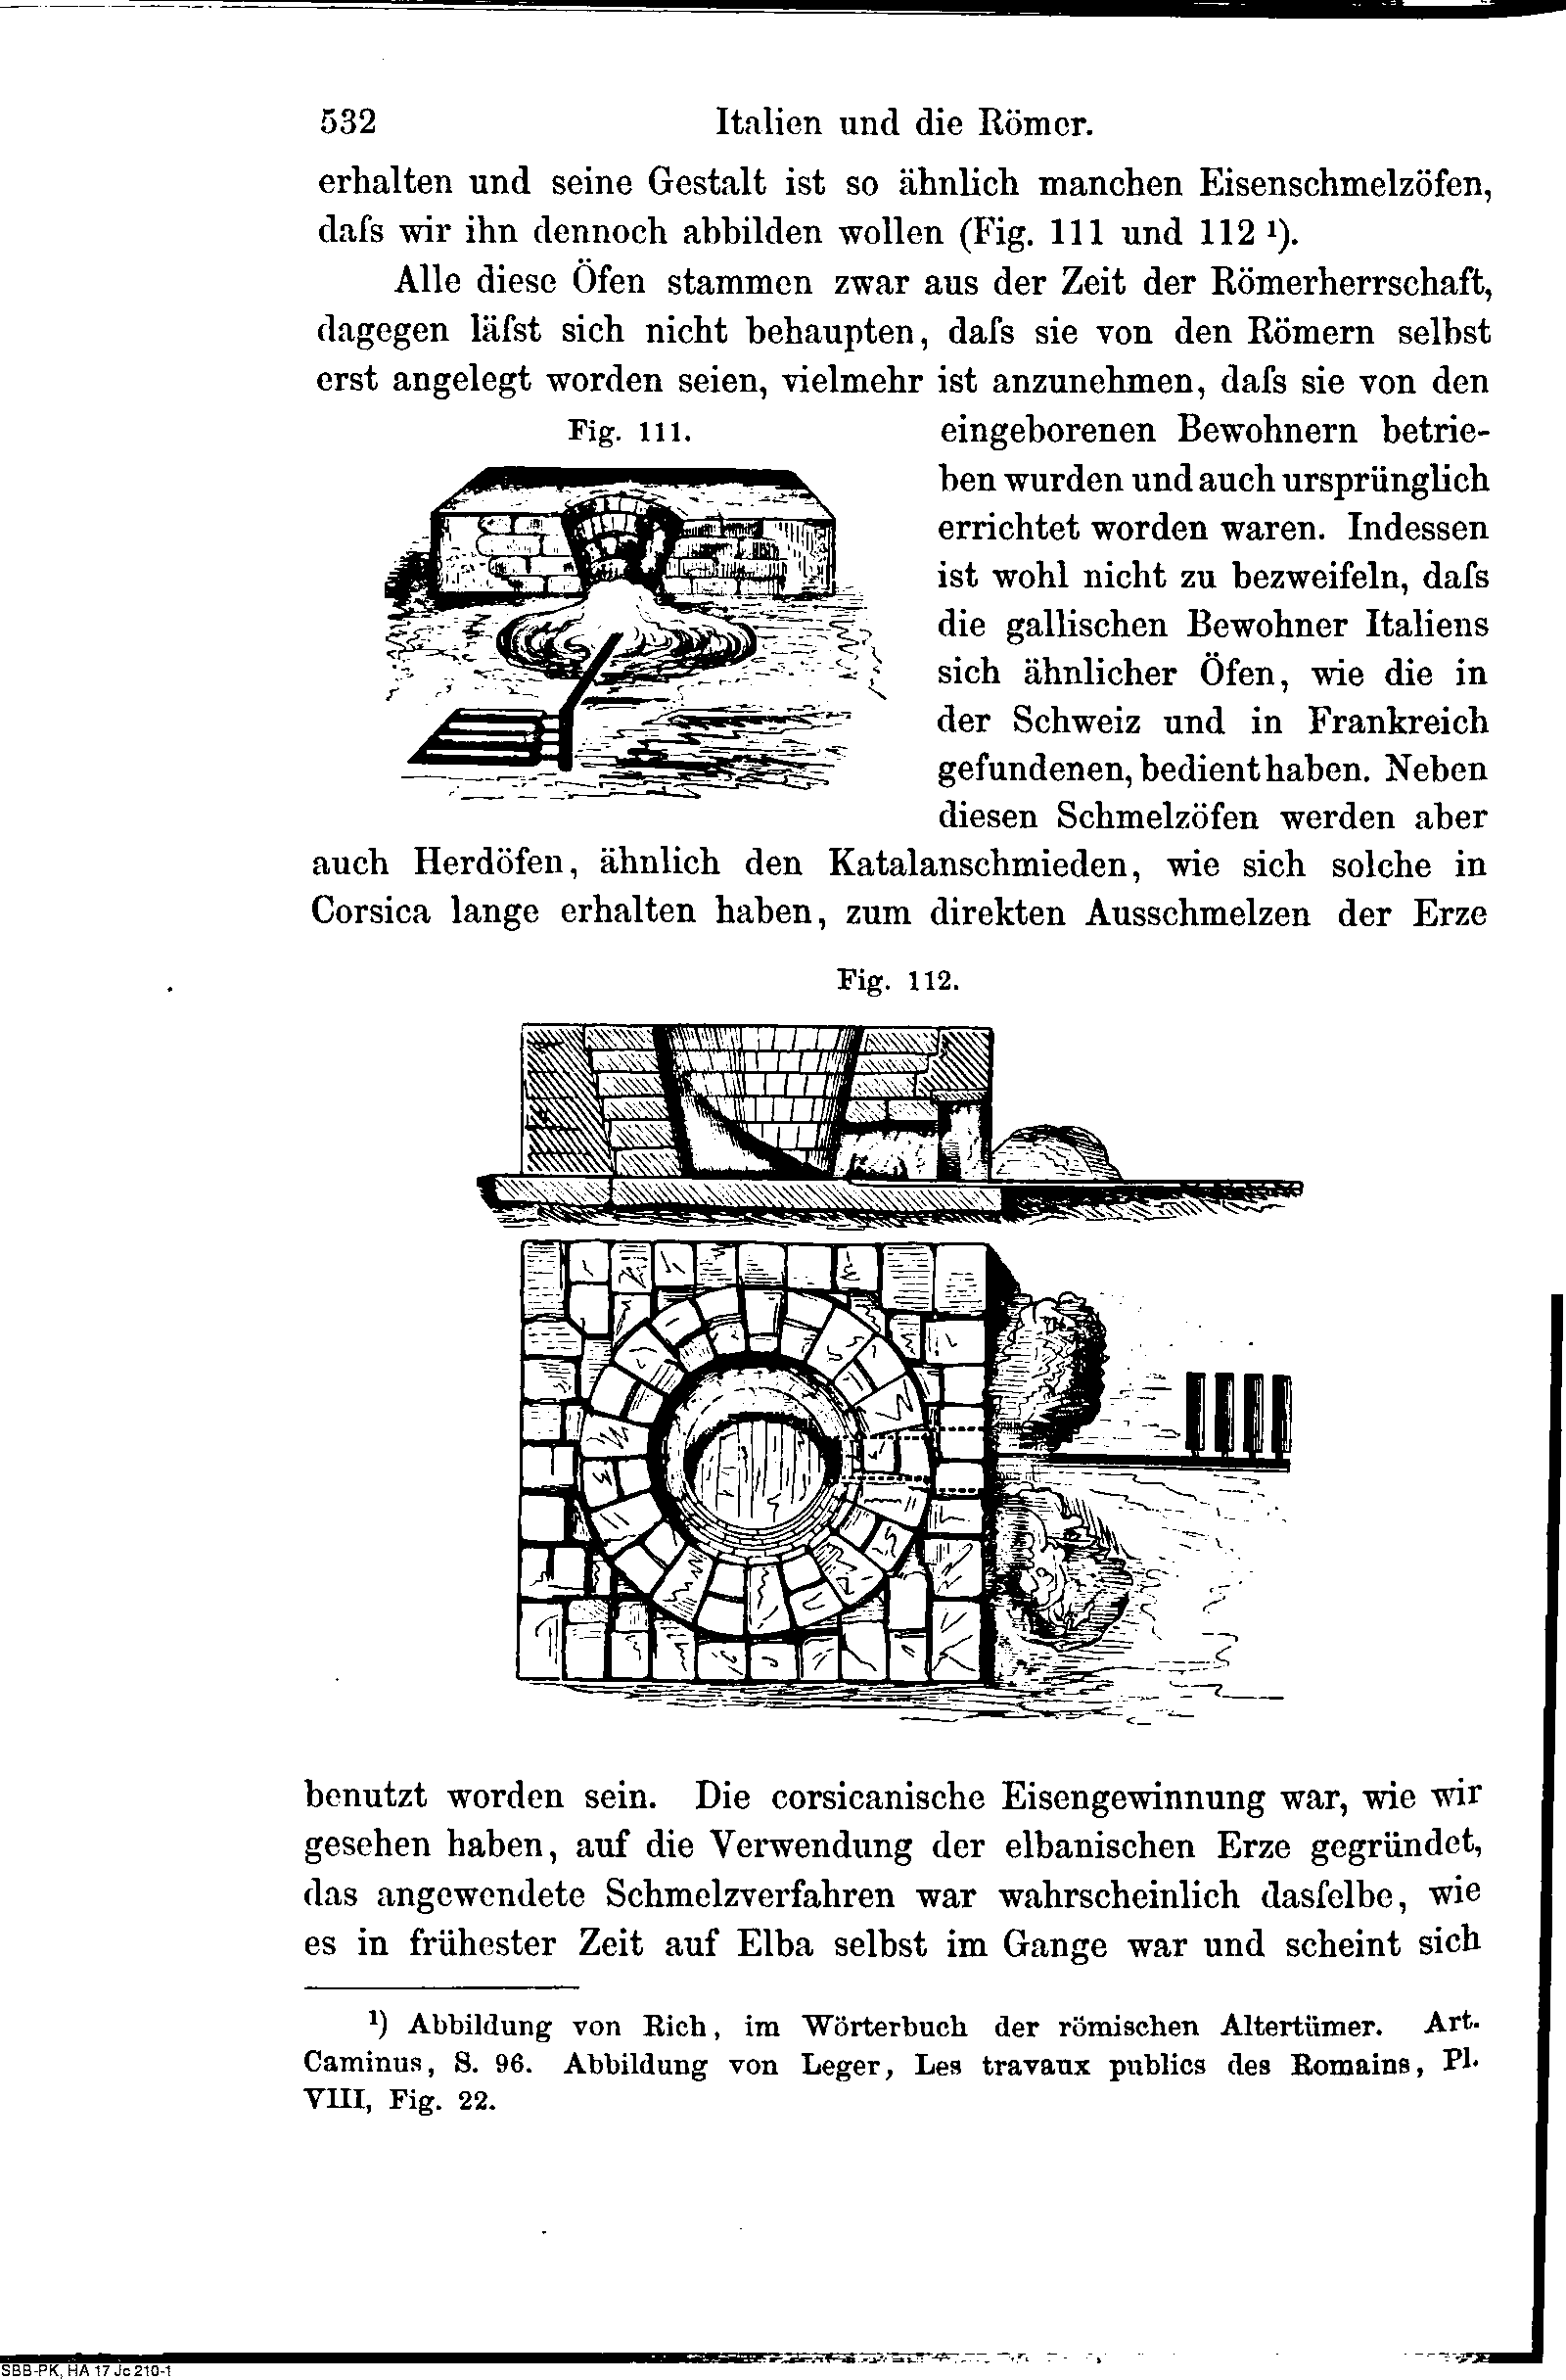 532 Italien und die Römer.
erhalten und seine Gestalt ist so ähnlich manchen Eisenschmelzöfen,
daſs wir ihn dennoch abbilden wollen (Fig. 111 und 112 ¹).
Alle diese Öfen stammen zwar aus der Zeit der Römerherrschaft,
dagegen läſst sich nicht behaupten, daſs sie von den Römern selbst
erst angelegt worden seien, vielmehr ist anzunehmen, daſs sie von den
Fig. 111.
eingeborenen Bewohnern betrie-
ben wurden und auch ursprünglich
errichtet worden waren. Indessen
ist wohl nicht zu bezweifeln, daſs
die gallischen Bewohner Italiens
sich ähnlicher Öfen, wie die in
der Schweiz und in Frankreich
gefundenen, bedient haben. Neben
diesen Schmelzöfen werden aber
auch Herdöfen, ähnlich den Katalanschmieden, wie sich solche in
Corsica lange erhalten haben, zum direkten Ausschmelzen der Erze
Fig. 112.
benutzt worden sein. Die corsicanische Eisengewinnung war, wie wir
gesehen haben, auf die Verwendung der elbanischen Erze gegründet,
das angewendete Schmelzverfahren war wahrscheinlich dasſelbe, wie
es in frühester Zeit auf Elba selbst im Gange war und scheint sich
¹) Abbildung von Rich, im Wörterbuch der römischen Altertümer. Art.
Caminus, S. 96. Abbildung von Leger, Les travaux publics des Romains, Pl.
VIII, Fig. 22.
SBB-PK, HA 17 Jc 210-1